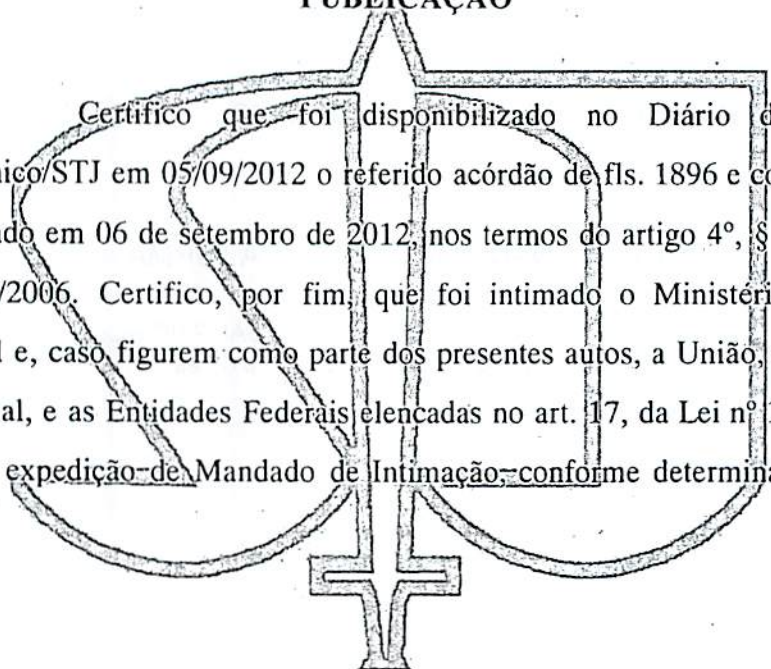 PUBLICAÇÃO
Certifico que foi disponibilizado no Diário d
nico/STJ em 05/09/2012 o referido acórdão de fls. 1896 e co
do em 06 de setembro de 2012, nos termos do artigo 4º, §
/2006. Certifico, por fim, que foi intimado o Ministéri
l e, caso figurem como parte dos presentes autos, a União,
al, e as Entidades Federais elencadas no art. 17, da Lei nº
expedição de Mandado de Intimação, conforme determina